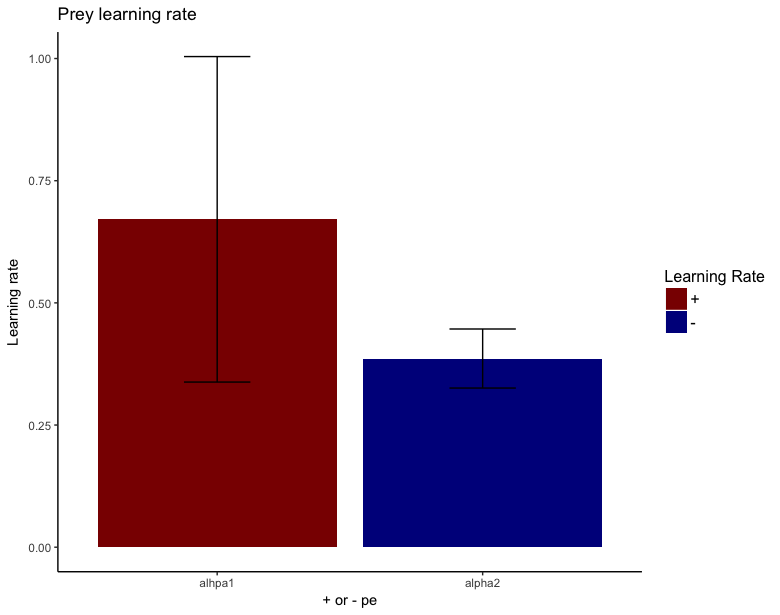 Prey learning rate
1.00
0.75
0.50
0.25
0.00
Learning rate
alhpa1
alpha2
+ or - pe
Learning Rate
+
-